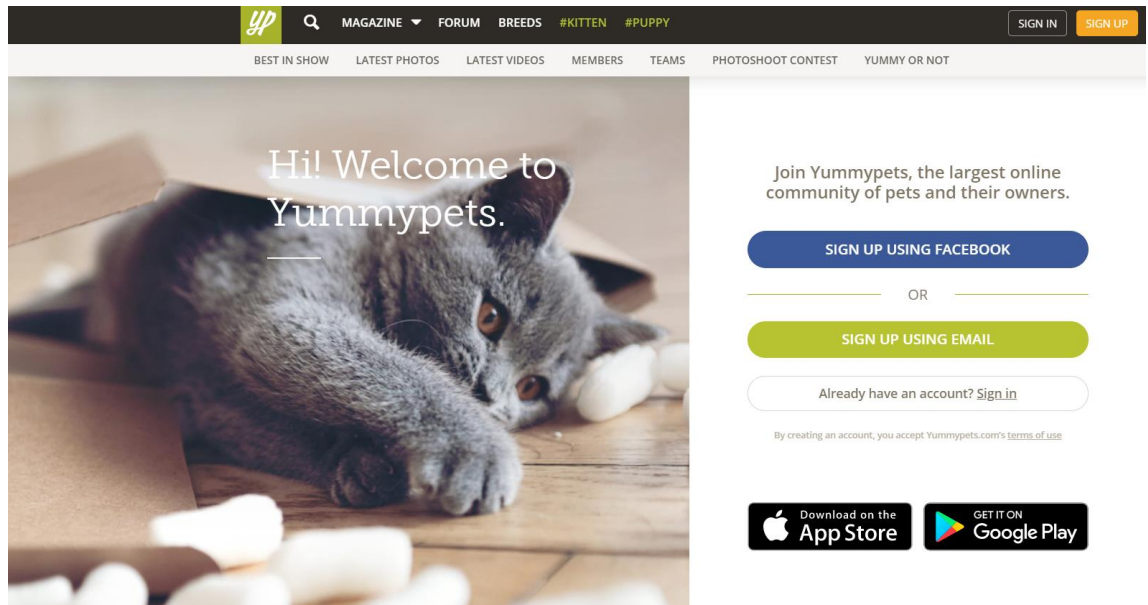 yp MAGAZINE FORUM BREEDS #KITTEN #PUPPY SIGN IN SIGN UP
BEST IN SHOW LATEST PHOTOS LATEST VIDEOS MEMBERS TEAMS PHOTOSHOOT CONTEST YUMMY OR NOT
Hi! Welcome to
Yummypets.
Join Yummypets, the largest online
community of pets and their owners.
SIGN UP USING FACEBOOK
OR
SIGN UP USING EMAIL
Already have an account? Sign in
By creating an account, you accept Yummypets.com's terms of use
Download on the
App Store
GET IT ON
Google Play